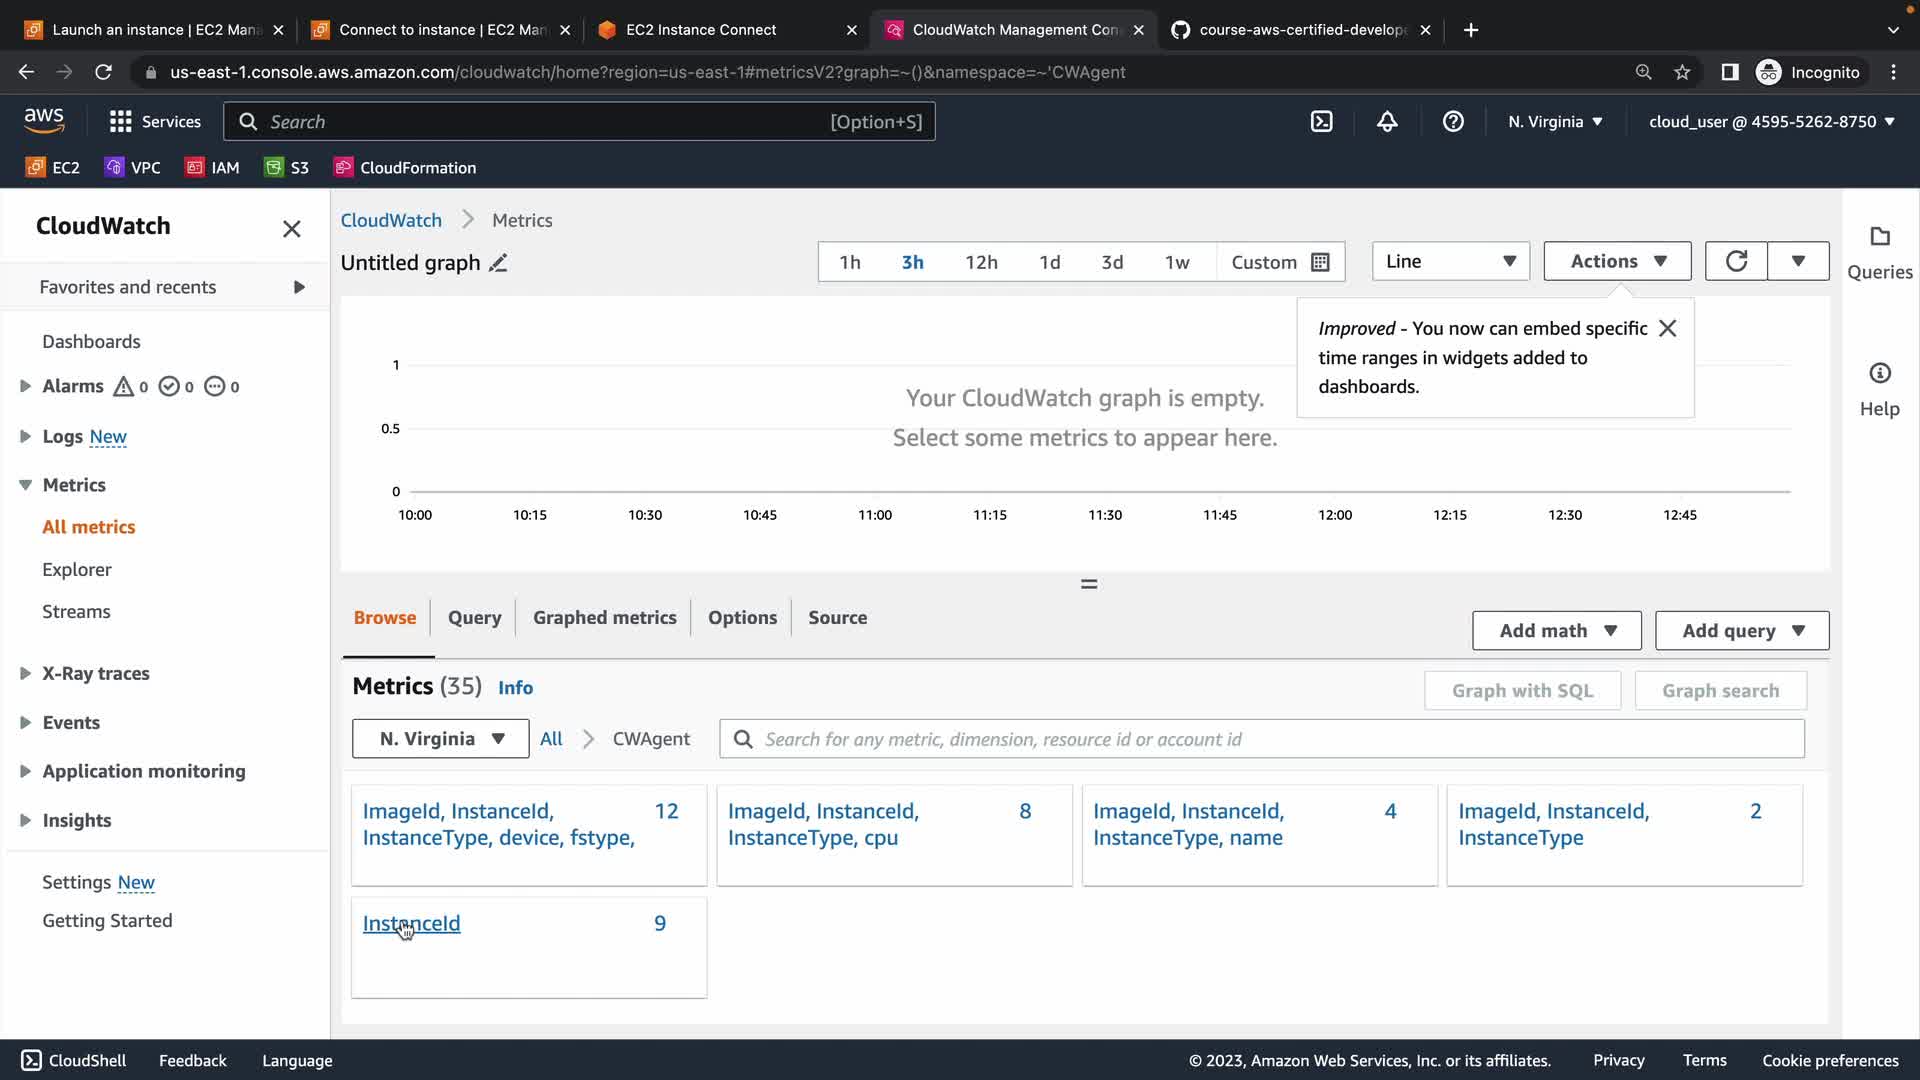 Launch an instance | EC2 Mana
Connect to instance | EC2 Man
EC2 Instance Connect
CloudWatch Management Con
course-aws-certified-develope
us-east-1.console.aws.amazon.com/cloudwatch/home?region=us-east-1#metricsV2?graph=~()&namespace=~'CWAgent
Incognito
aws
Services
Search
[Option+S]
N. Virginia
cloud_user @ 4595-5262-8750
EC2
VPC
IAM
S3
CloudFormation
CloudWatch
Favorites and recents
Dashboards
Alarms 0 0 0
Logs New
Metrics
All metrics
Explorer
Streams
X-Ray traces
Events
Application monitoring
Insights
Settings New
Getting Started
CloudWatch Metrics
Untitled graph
1h 3h 12h 1d 3d 1w Custom
Line
Actions
Queries
Help
Improved - You now can embed specific
time ranges in widgets added to
dashboards.
Your CloudWatch graph is empty.
Select some metrics to appear here.
1
0.5
0
10:00 10:15 10:30 10:45 11:00 11:15 11:30 11:45 12:00 12:15 12:30 12:45
Browse
Query
Graphed metrics
Options
Source
Add math
Add query
Metrics (35) Info
Graph with SQL
Graph search
N. Virginia
All
CWAgent
Search for any metric, dimension, resource id or account id
ImageId, InstanceId, 12
InstanceType, device, fstype,
ImageId, InstanceId, 8
InstanceType, cpu
ImageId, InstanceId, 4
InstanceType, name
ImageId, InstanceId, 2
InstanceType
InstanceId 9
CloudShell
Feedback
Language
© 2023, Amazon Web Services, Inc. or its affiliates.
Privacy
Terms
Cookie preferences